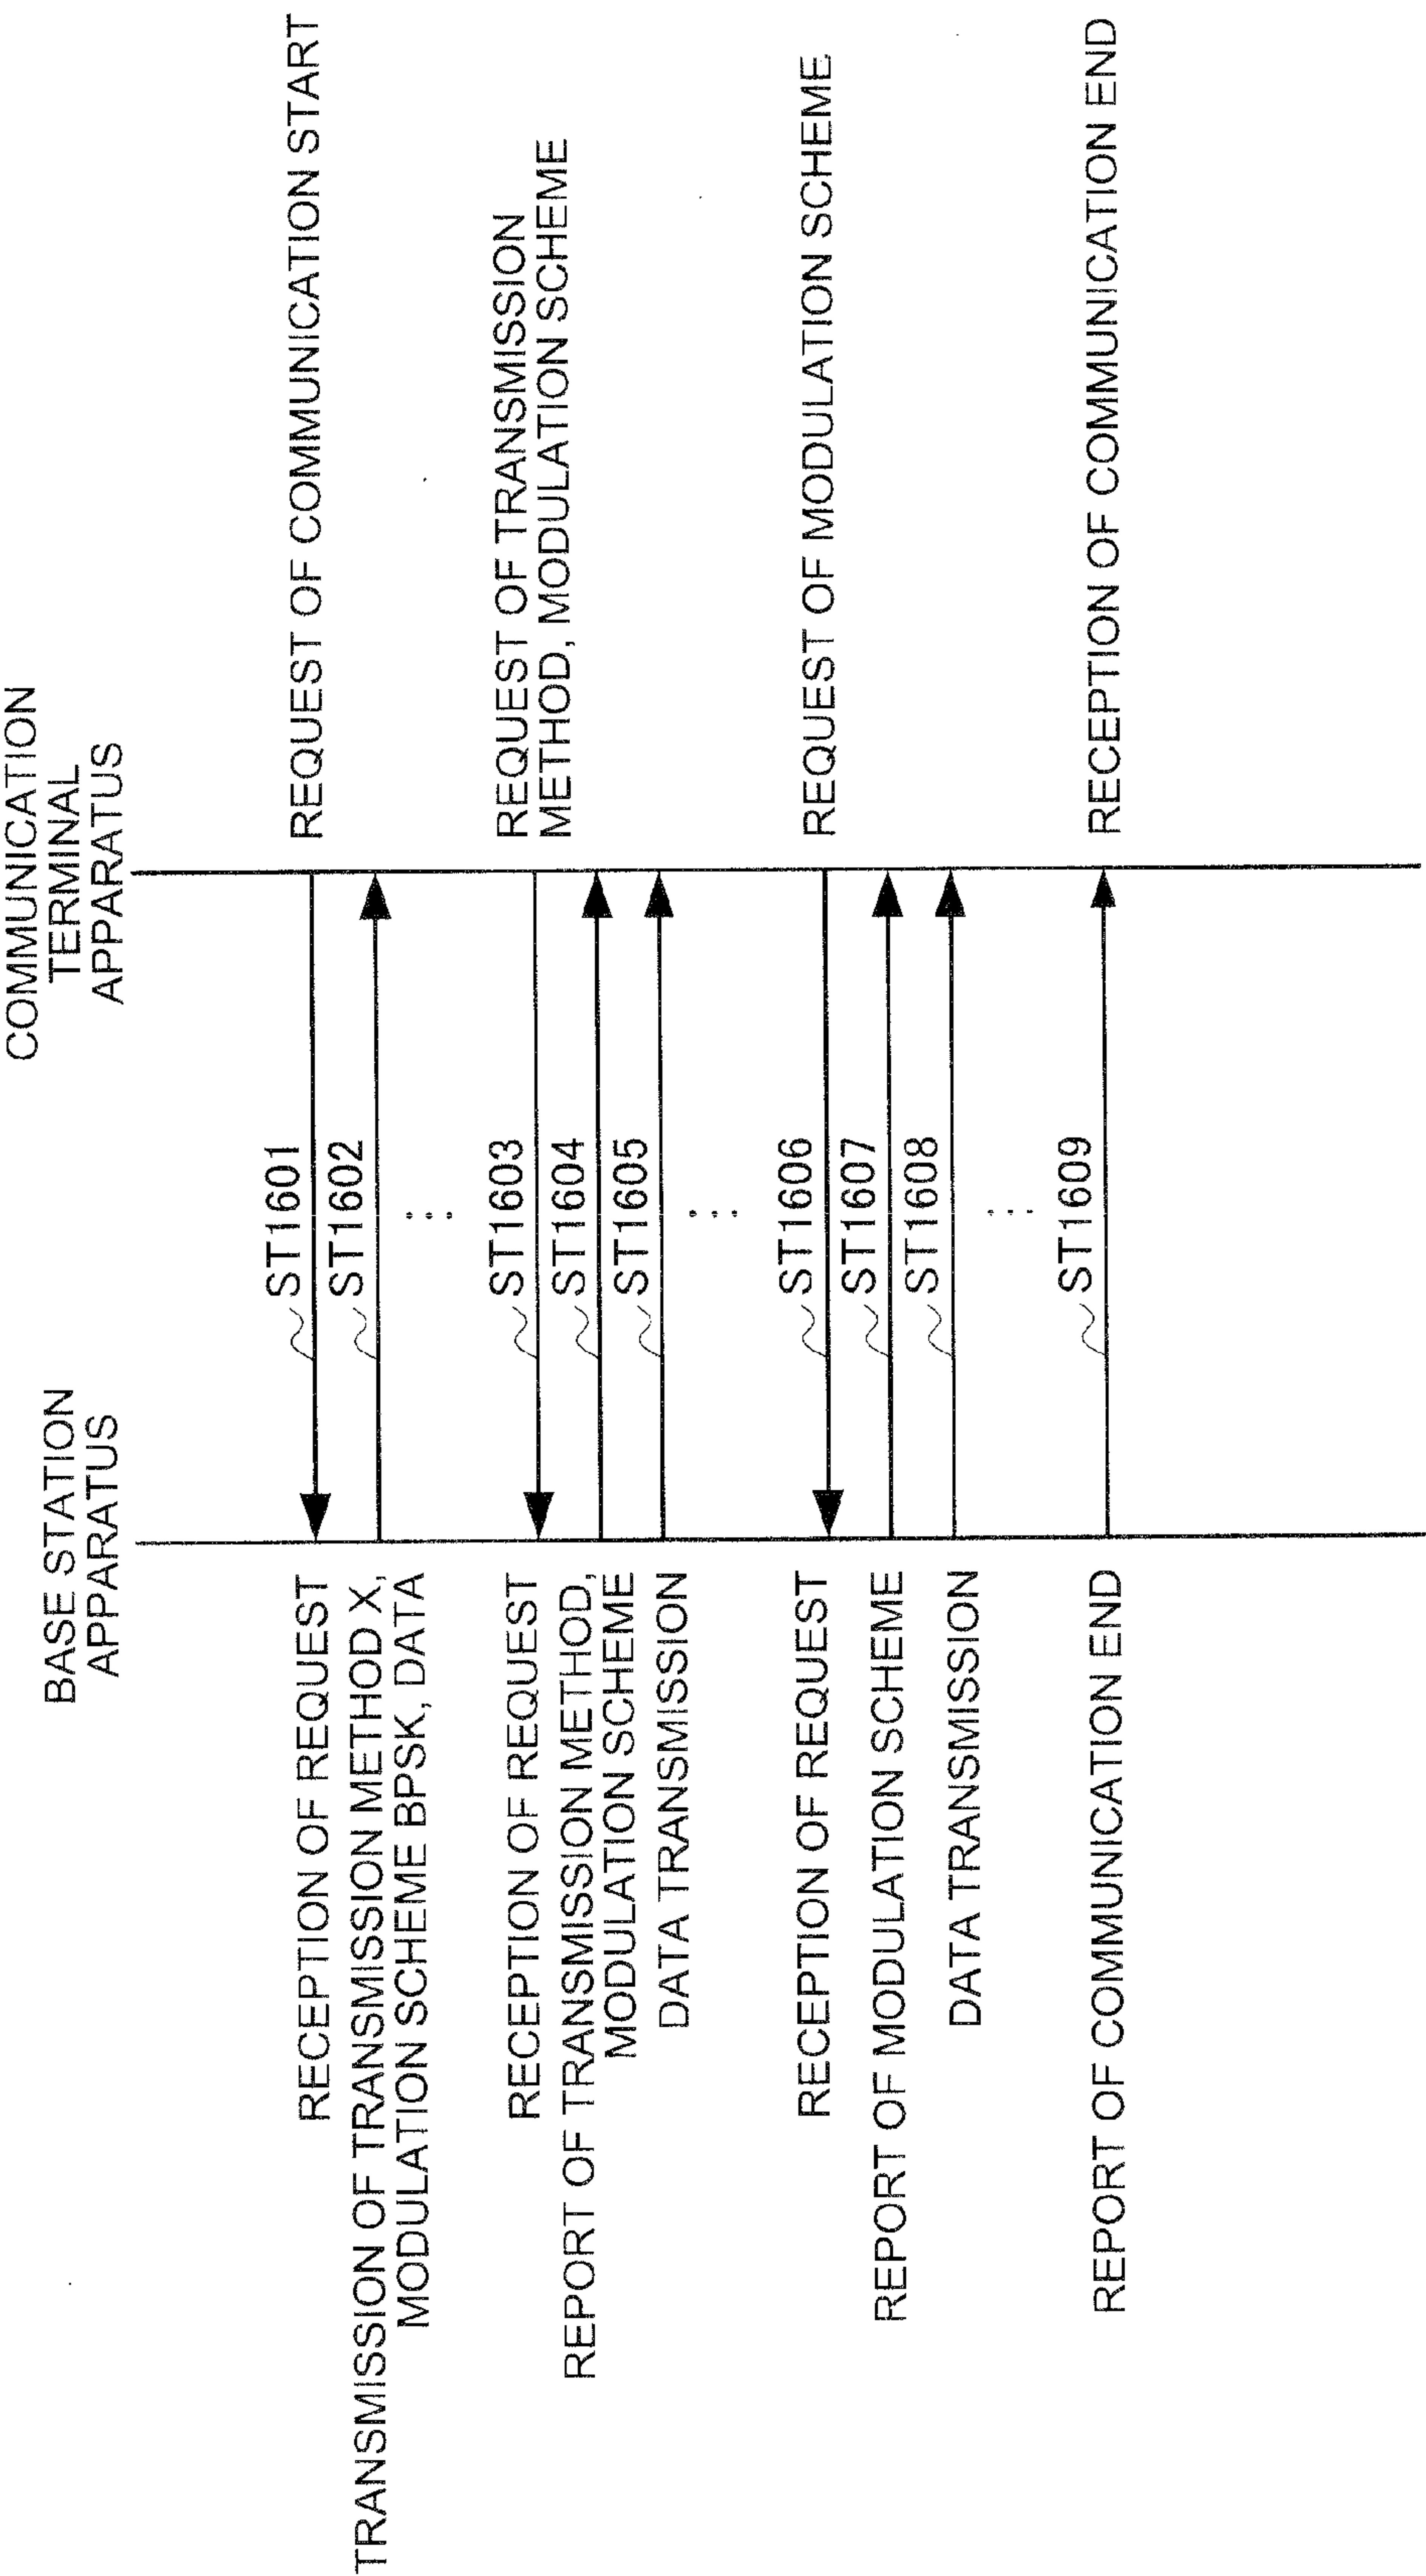 BASE STATION
APPARATUS
COMMUNICATION
TERMINAL
APPARATUS
RECEPTION OF REQUEST
ST1601
REQUEST OF COMMUNICATION START
TRANSMISSION OF TRANSMISSION METHOD X,
MODULATION SCHEME BPSK, DATA
ST1602
...
RECEPTION OF REQUEST
ST1603
REQUEST OF TRANSMISSION
METHOD, MODULATION SCHEME
REPORT OF TRANSMISSION METHOD,
MODULATION SCHEME
ST1604
DATA TRANSMISSION
ST1605
...
RECEPTION OF REQUEST
ST1606
REQUEST OF MODULATION SCHEME
REPORT OF MODULATION SCHEME
ST1607
DATA TRANSMISSION
ST1608
...
REPORT OF COMMUNICATION END
ST1609
RECEPTION OF COMMUNICATION END